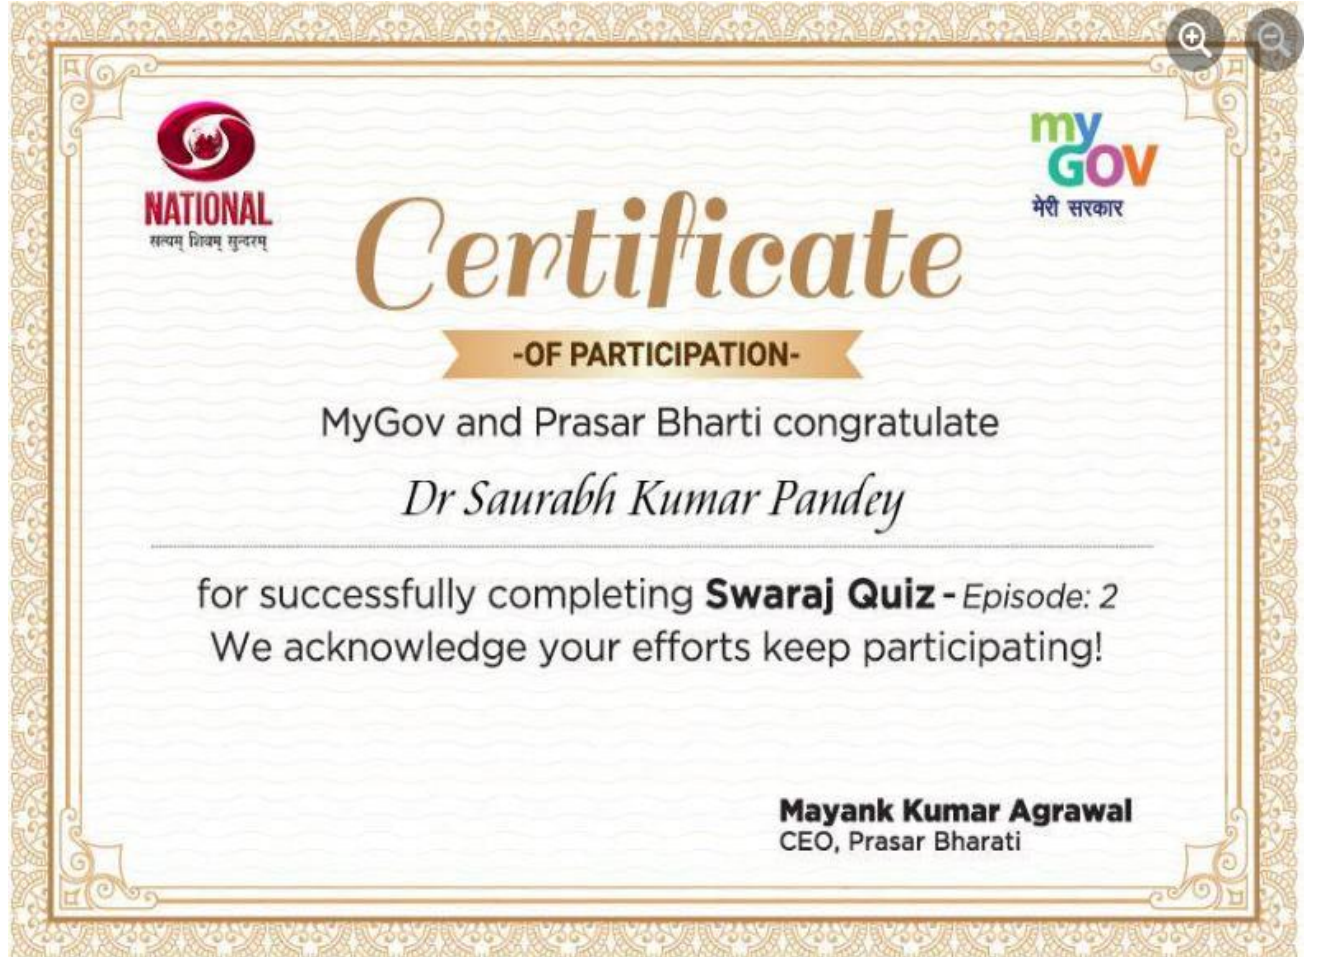 NATIONAL
सत्यम् शिवम् सुन्दरम्
my
GOV
मेरी सरकार
Certificate
-OF PARTICIPATION-
MyGov and Prasar Bharti congratulate
Dr Saurabh Kumar Pandey
for successfully completing Swaraj Quiz - Episode: 2
We acknowledge your efforts keep participating!
Mayank Kumar Agrawal
CEO, Prasar Bharati